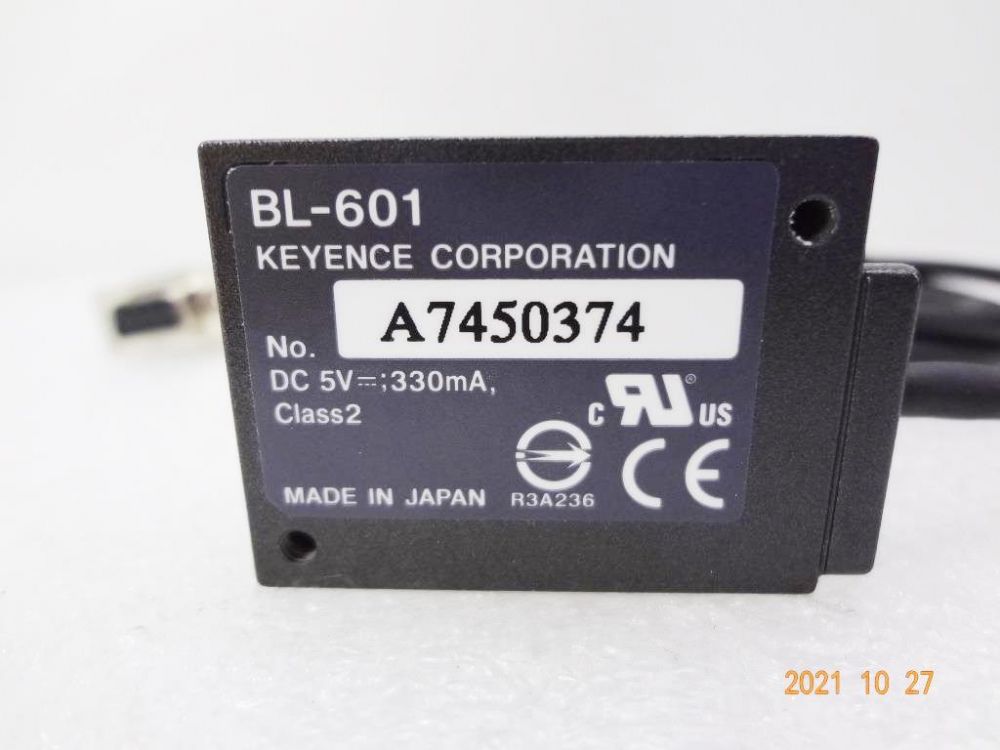 BL-601
KEYENCE CORPORATION
A7450374
No.
DC 5V⎓;330mA,
Class2
C RU® US
CE
MADE IN JAPAN
R3A236
2021 10 27